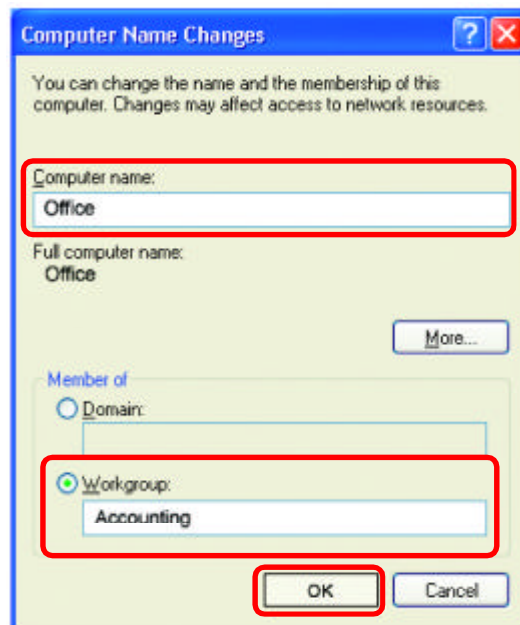 Computer Name Changes
You can change the name and the membership of this
computer. Changes may affect access to network resources.
Computer name:
Office
Full computer name:
Office
More...
Member of
Domain:
Workgroup:
Accounting
OK Cancel